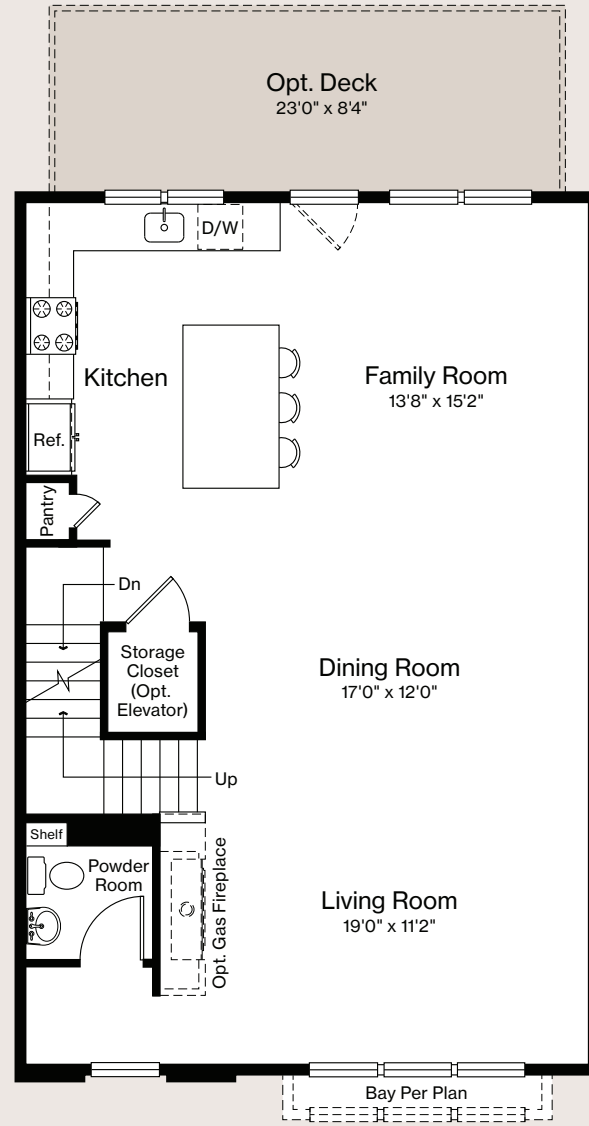 Opt. Deck
23'0" x 8'4"
D/W
Kitchen
Family Room
13'8" x 15'2"
Ref.
Pantry
Dn
Storage
Closet
(Opt.
Elevator)
Dining Room
17'0" x 12'0"
Up
Shelf
Powder
Room
Opt. Gas Fireplace
Living Room
19'0" x 11'2"
Bay Per Plan